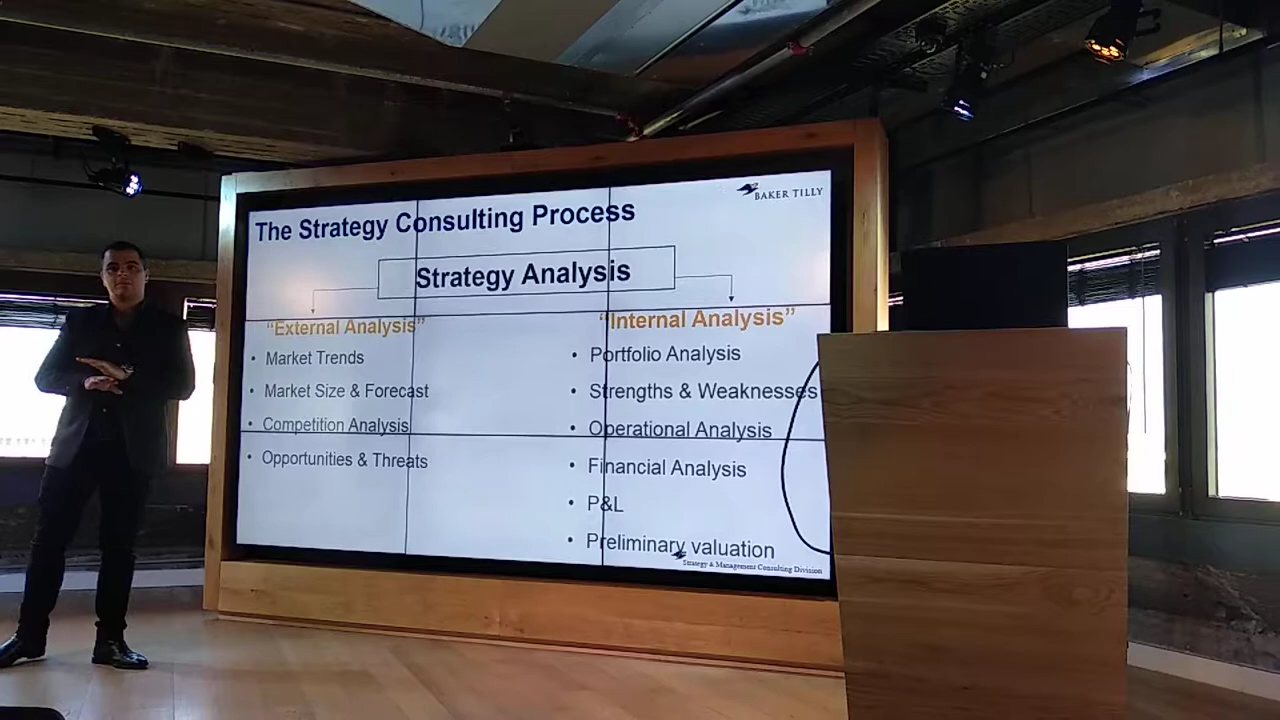 BAKER TILLY
The Strategy Consulting Process
Strategy Analysis
“External Analysis”
• Market Trends
• Market Size & Forecast
• Competition Analysis
• Opportunities & Threats
“Internal Analysis”
• Portfolio Analysis
• Strengths & Weaknesses
• Operational Analysis
• Financial Analysis
• P&L
• Preliminary valuation
Strategy & Management Consulting Division